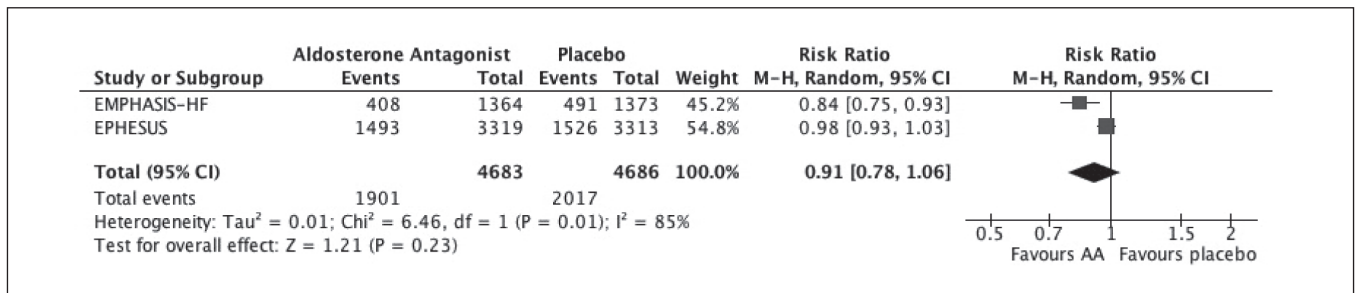 Aldosterone Antagonist Placebo Risk Ratio Risk Ratio
Study or Subgroup Events Total Events Total Weight M-H, Random, 95% CI M-H, Random, 95% CI
EMPHASIS-HF 408 1364 491 1373 45.2% 0.84 [0.75, 0.93]
EPHESUS 1493 3319 1526 3313 54.8% 0.98 [0.93, 1.03]
Total (95% CI) 4683 4686 100.0% 0.91 [0.78, 1.06]
Total events 1901 2017
Heterogeneity: Tau² = 0.01; Chi² = 6.46, df = 1 (P = 0.01); I² = 85%
Test for overall effect: Z = 1.21 (P = 0.23)
0.5 0.7 1 1.5 2
Favours AA Favours placebo